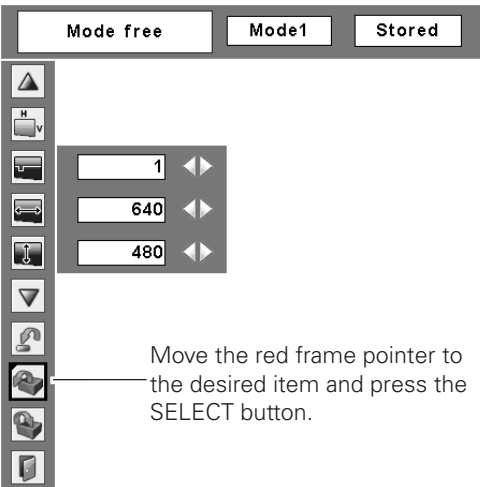 Mode free Mode1 Stored
H
V
1
640
480
Move the red frame pointer to
the desired item and press the
SELECT button.